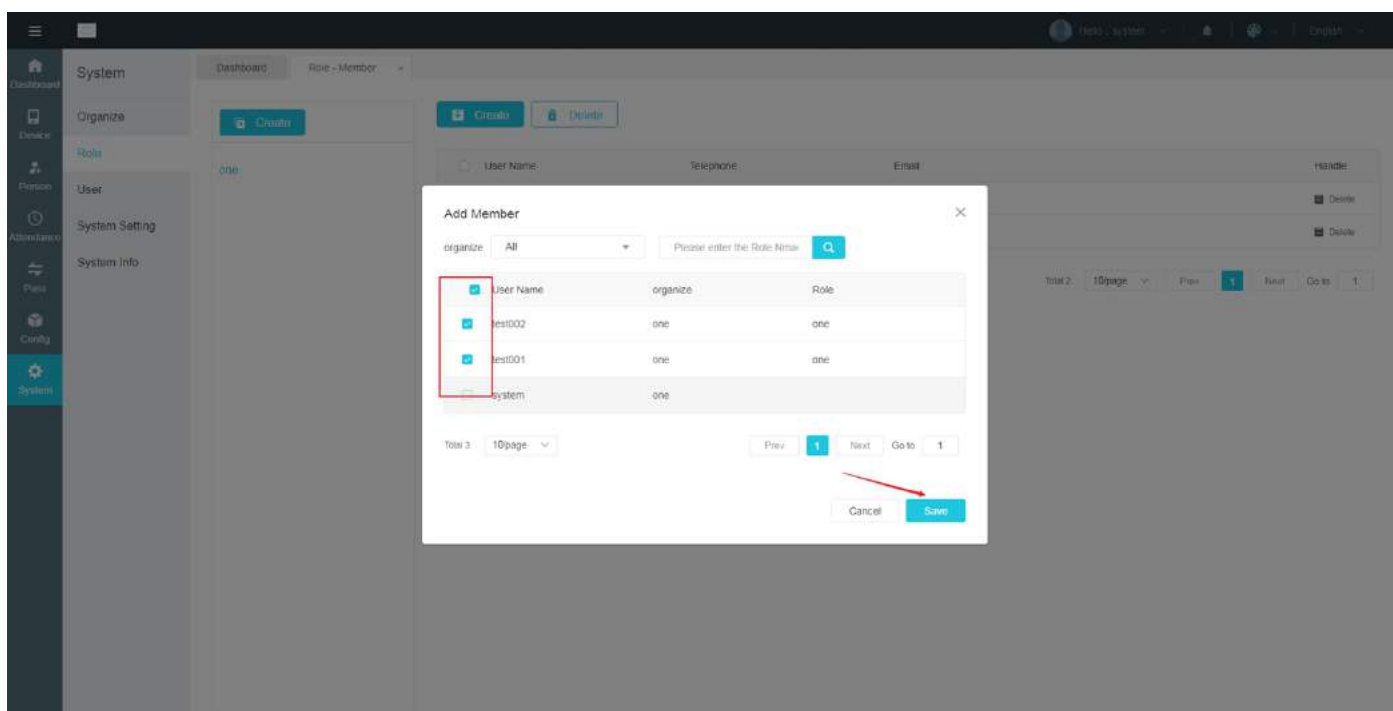 Hello , system
English
Dashboard
Device
Person
Attendance
Pass
Config
System
System
Organize
Role
User
System Setting
System Info
Dashboard
Role - Member
Create
one
Create
Delete
User Name
Telephone
Email
Handle
Delete
Delete
Total 2
10/page
Prev
1
Next
Go to
1
Add Member
organize
All
Please enter the Role Nmae
User Name
organize
Role
test002
one
one
test001
one
one
system
one
Total 3
10/page
Prev
1
Next
Go to
1
Cancel
Save